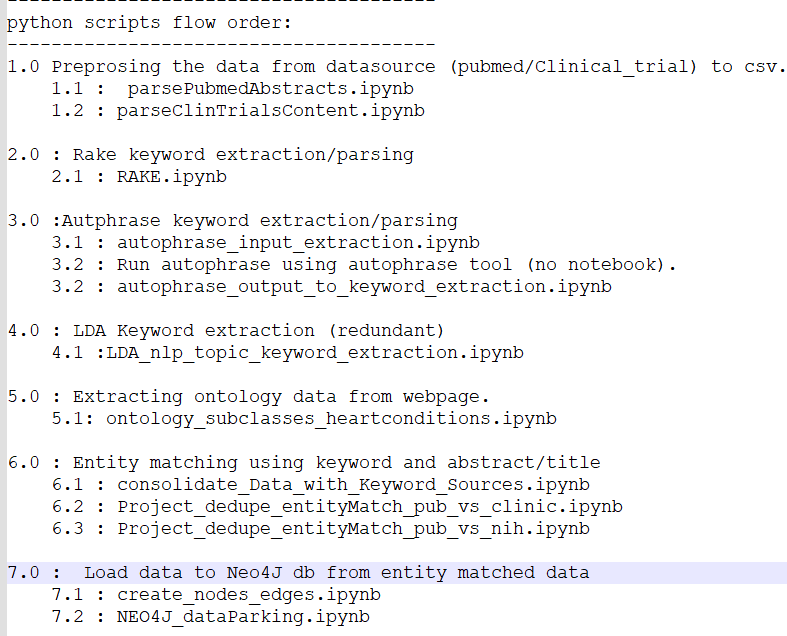 ----------------------------------------
python scripts flow order:
----------------------------------------
1.0 Preprosing the data from datasource (pubmed/Clinical_trial) to csv.
1.1 :  parsePubmedAbstracts.ipynb
1.2 : parseClinTrialsContent.ipynb
2.0 : Rake keyword extraction/parsing
2.1 : RAKE.ipynb
3.0 :Autphrase keyword extraction/parsing
3.1 : autophrase_input_extraction.ipynb
3.2 : Run autophrase using autophrase tool (no notebook).
3.2 : autophrase_output_to_keyword_extraction.ipynb
4.0 : LDA Keyword extraction (redundant)
4.1 :LDA_nlp_topic_keyword_extraction.ipynb
5.0 : Extracting ontology data from webpage.
5.1: ontology_subclasses_heartconditions.ipynb
6.0 : Entity matching using keyword and abstract/title
6.1 : consolidate_Data_with_Keyword_Sources.ipynb
6.2 : Project_dedupe_entityMatch_pub_vs_clinic.ipynb
6.3 : Project_dedupe_entityMatch_pub_vs_nih.ipynb
7.0 :  Load data to Neo4J db from entity matched data
7.1 : create_nodes_edges.ipynb
7.2 : NEO4J_dataParking.ipynb